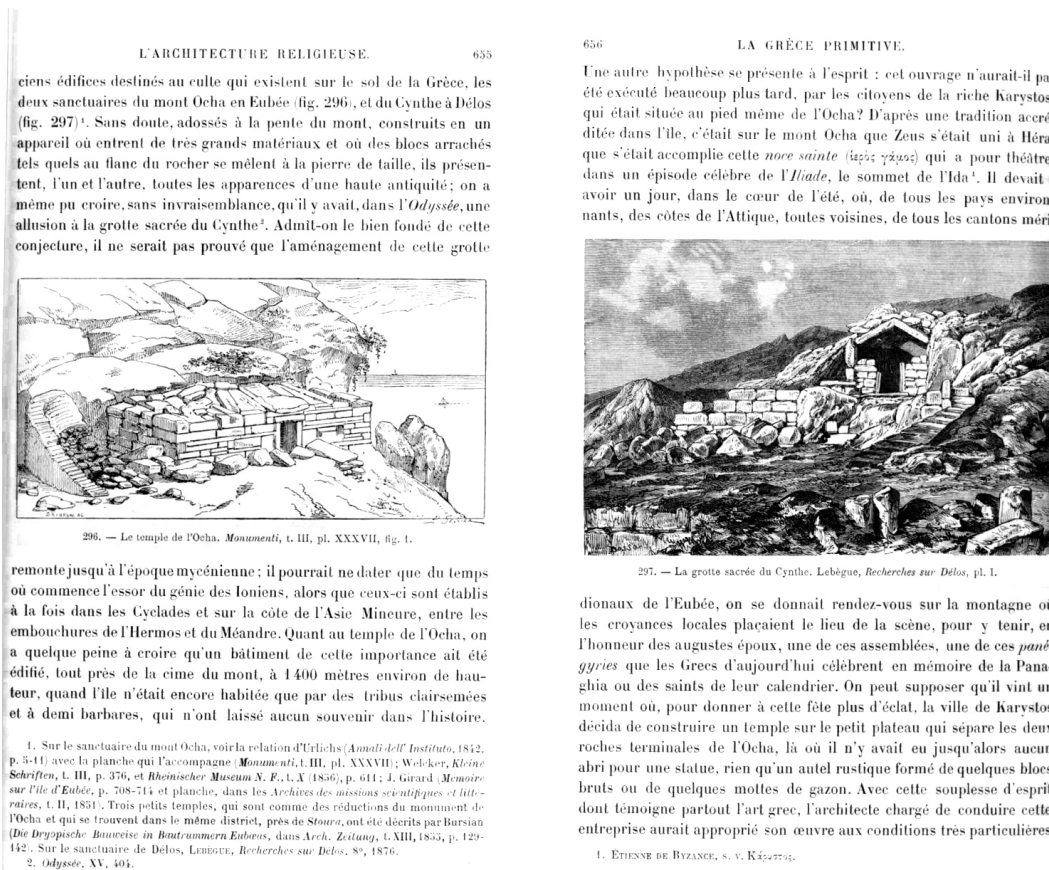 L'ARCHITECTURE RELIGIEUSE. 655
ciens édifices destinés au culte qui existent sur le sol de la Grèce, les
deux sanctuaires du mont Ocha en Eubée (fig. 296), et du Cynthe à Délos
(fig. 297)¹. Sans doute, adossés à la pente du mont, construits en un
appareil où entrent de très grands matériaux et où des blocs arrachés
tels quels au flanc du rocher se mêlent à la pierre de taille, ils présen-
tent, l'un et l'autre, toutes les apparences d'une haute antiquité; on a
même pu croire, sans invraisemblance, qu'il y avait, dans l'Odyssée, une
allusion à la grotte sacrée du Cynthe². Admit-on le bien fondé de cette
conjecture, il ne serait pas prouvé que l'aménagement de cette grotte
296. — Le temple de l'Ocha. Monumenti, t. III, pl. XXXVII, fig. 1.
remonte jusqu'à l'époque mycénienne; il pourrait ne dater que du temps
où commence l'essor du génie des Ioniens, alors que ceux-ci sont établis
à la fois dans les Cyclades et sur la côte de l'Asie Mineure, entre les
embouchures de l'Hermos et du Méandre. Quant au temple de l'Ocha, on
a quelque peine à croire qu'un bâtiment de cette importance ait été
édifié, tout près de la cime du mont, à 1400 mètres environ de hau-
teur, quand l'île n'était encore habitée que par des tribus clairsemées
et à demi barbares, qui n'ont laissé aucun souvenir dans l'histoire.
1. Sur le sanctuaire du mont Ocha, voir la relation d'Urlichs (Annali dell' Instituto, 1842,
p. 5-11) avec la planche qui l'accompagne (Monumenti, t. III, pl. XXXVII); Welcker, Kleine
Schriften, t. III, p. 376, et Rheinischer Museum N. F., t. X (1856), p. 611; J. Girard (Mémoire
sur l'île d'Eubée, p. 708-714 et planche, dans les Archives des missions scientifiques et litté-
raires, t. II, 1851). Trois petits temples, qui sont comme des réductions du monument de
l'Ocha et qui se trouvent dans le même district, près de Stoura, ont été décrits par Bursian
(Die Dryopische Bauweise in Bautrummern Euboeas, dans Arch. Zeitung, t. XIII, 1855, p. 129-
142). Sur le sanctuaire de Délos, LEBÈGUE, Recherches sur Délos, 8°, 1876.
2. Odyssée, XV, 404.
656 LA GRÈCE PRIMITIVE.
Une autre hypothèse se présente à l'esprit : cet ouvrage n'aurait-il pa
été exécuté beaucoup plus tard, par les citoyens de la riche Karystos
qui était située au pied même de l'Ocha? D'après une tradition accré
ditée dans l'île, c'était sur le mont Ocha que Zeus s'était uni à Héra
que s'était accomplie cette noce sainte (ἱερὸς γάμος) qui a pour théâtre
dans un épisode célèbre de l'Iliade, le sommet de l'Ida¹. Il devait
avoir un jour, dans le cœur de l'été, où, de tous les pays environ
nants, des côtes de l'Attique, toutes voisines, de tous les cantons méri
297. — La grotte sacrée du Cynthe. Lebègue, Recherches sur Délos, pl. I.
dionaux de l'Eubée, on se donnait rendez-vous sur la montagne où
les croyances locales plaçaient le lieu de la scène, pour y tenir, en
l'honneur des augustes époux, une de ces assemblées, une de ces pané
gyries que les Grecs d'aujourd'hui célèbrent en mémoire de la Pana
ghia ou des saints de leur calendrier. On peut supposer qu'il vint un
moment où, pour donner à cette fête plus d'éclat, la ville de Karystos
décida de construire un temple sur le petit plateau qui sépare les deux
roches terminales de l'Ocha, là où il n'y avait eu jusqu'alors aucun
abri pour une statue, rien qu'un autel rustique formé de quelques blocs
bruts ou de quelques mottes de gazon. Avec cette souplesse d'esprit
dont témoigne partout l'art grec, l'architecte chargé de conduire cette
entreprise aurait approprié son œuvre aux conditions très particulières
1. ÉTIENNE DE BYZANCE, s. v. Κάρυστος.